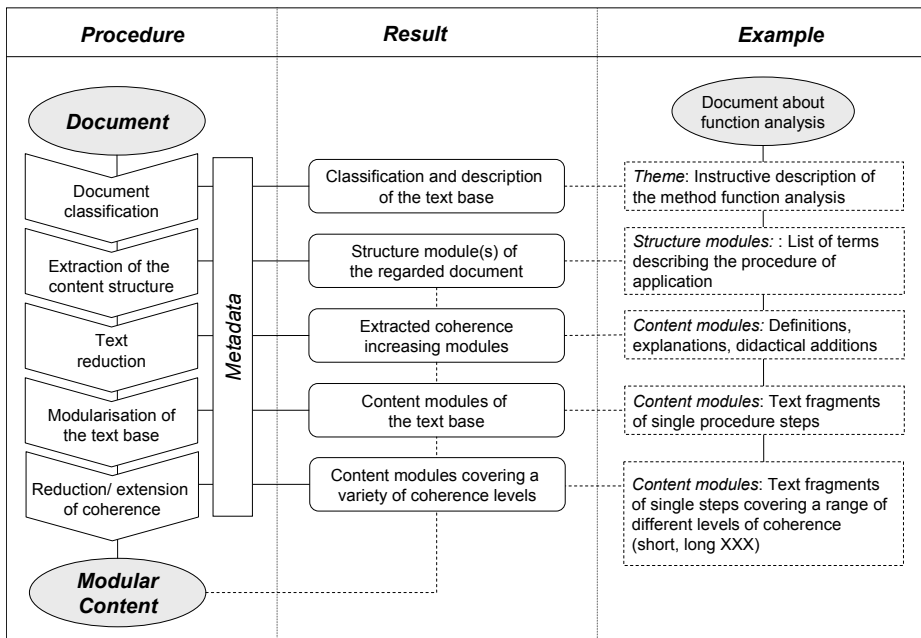 Procedure
Result
Example
Document
Document about
function analysis
Document
classification
Classification and description
of the text base
Theme: Instructive description of
the method function analysis
Extraction of the
content structure
Structure module(s) of
the regarded document
Structure modules: : List of terms
describing the procedure of
application
Metadata
Text
reduction
Extracted coherence
increasing modules
Content modules: Definitions,
explanations, didactical additions
Modularisation of
the text base
Content modules of
the text base
Content modules: Text fragments
of single procedure steps
Reduction/ extension
of coherence
Content modules covering a
variety of coherence levels
Content modules: Text fragments
of single steps covering a range of
different levels of coherence
(short, long XXX)
Modular
Content